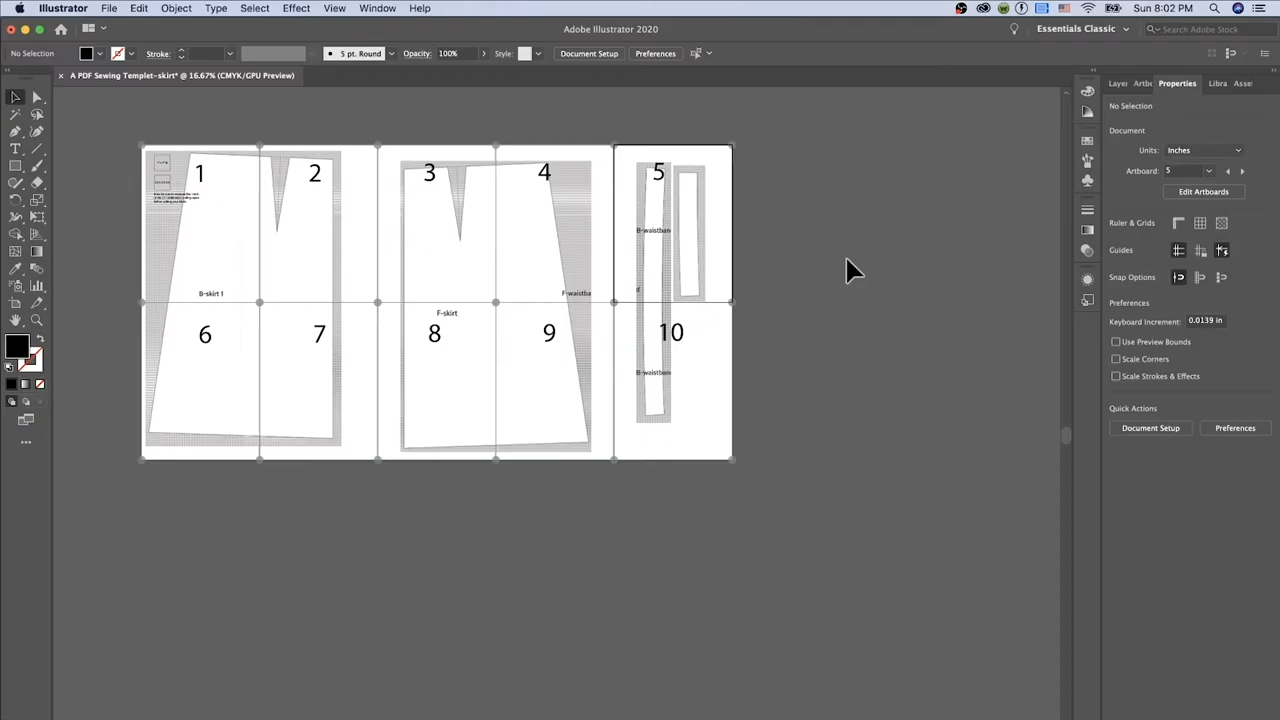 Illustrator File Edit Object Type Select Effect View Window Help
Sun 8:02 PM
Adobe Illustrator 2020
Essentials Classic
Search Adobe Stock
No Selection
Stroke:
5 pt. Round
Opacity: 100%
Style:
Document Setup
Preferences
× A PDF Sewing Templet-skirt* @ 16.67% (CMYK/GPU Preview)
Layer Artbo Properties Libra Asse
No Selection
Document
Units: Inches
Artboard: 5
Edit Artboards
Ruler & Grids
Guides
Snap Options
Preferences
Keyboard Increment: 0.0139 in
Use Preview Bounds
Scale Corners
Scale Strokes & Effects
Quick Actions
Document Setup
Preferences
1 2 3 4 5
B-waistban
B-skirt 1
F-waistba
F-skirt
6 7 8 9 10
B-waistban